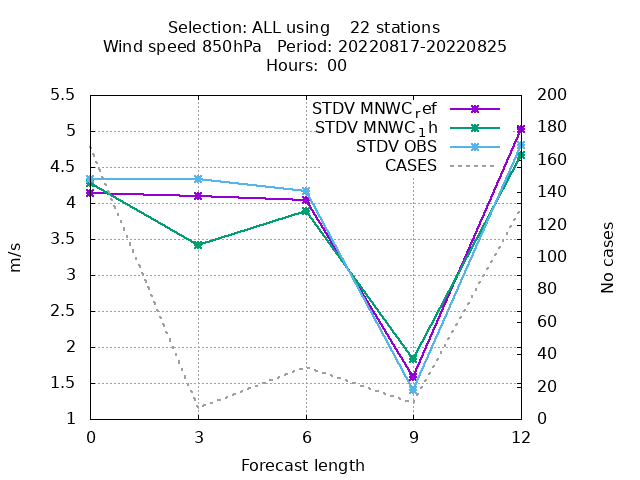 Selection: ALL using    22 stations
Wind speed 850hPa   Period: 20220817-20220825
Hours:  00
STDV MNWC_ref
STDV MNWC_1h
STDV OBS
CASES
5.5
5
4.5
4
3.5
3
2.5
2
1.5
1
m/s
200
180
160
140
120
100
80
60
40
20
0
No cases
0 3 6 9 12
Forecast length